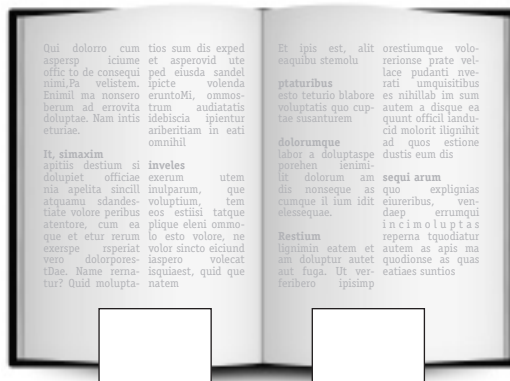 Qui dolorro cum
aspersp iciume
offic to de consequi
nimi,Pa velistem.
Enimil ma nonsero
berum ad errovita
doluptae. Nam intis
eturiae.
It, simaxim
apitiis destium si
dolupiet officiae
nia apelita sincill
atquamu sdandes-
tiate volore peribus
atentore, cum ea
que et etur rerum
exerspe rsperiat
vero dolorpores-
tDae. Name rerna-
tur? Quid molupta-
tios sum dis exped
et asperovid ute
ped eiusda sandel
ipicte volenda
eruntoMi, ommos-
trum audiatatis
idebiscia ipientur
ariberitiam in eati
omnihil
inveles
exerum utem
inulparum, que
voluptium, tem
eos estiisi tatque
plique eleni ommo-
lo esto volore, ne
volor sincto eiciund
iaspero volecat
isquiaest, quid que
natem
Et ipis est, alit
eaquibu stemolu
ptaturibus
esto teturio blabore
voluptatis quo cup-
tae susanturem
dolorumque
labor a doluptaspe
porehen ienimi-
lit dolorum am
dis nonseque as
cumque il ium idit
elessequae.
Restium
lignimin eatem et
am doluptur autet
aut fuga. Ut ver-
feribero ipisimp
orestiumque volo-
rerionse prate vel-
lace pudanti nve-
rati umquisitibus
es nihillab im sum
autem a disque ea
quunt officil landu-
cid molorit ilignihit
ad quos estione
dustis eum dis
sequi arum
quo explignias
eiureribus, ven-
daep errumqui
incimoluptas
reperna tquodiatur
autem as apis ma
quodionse as quas
eatiaes suntios